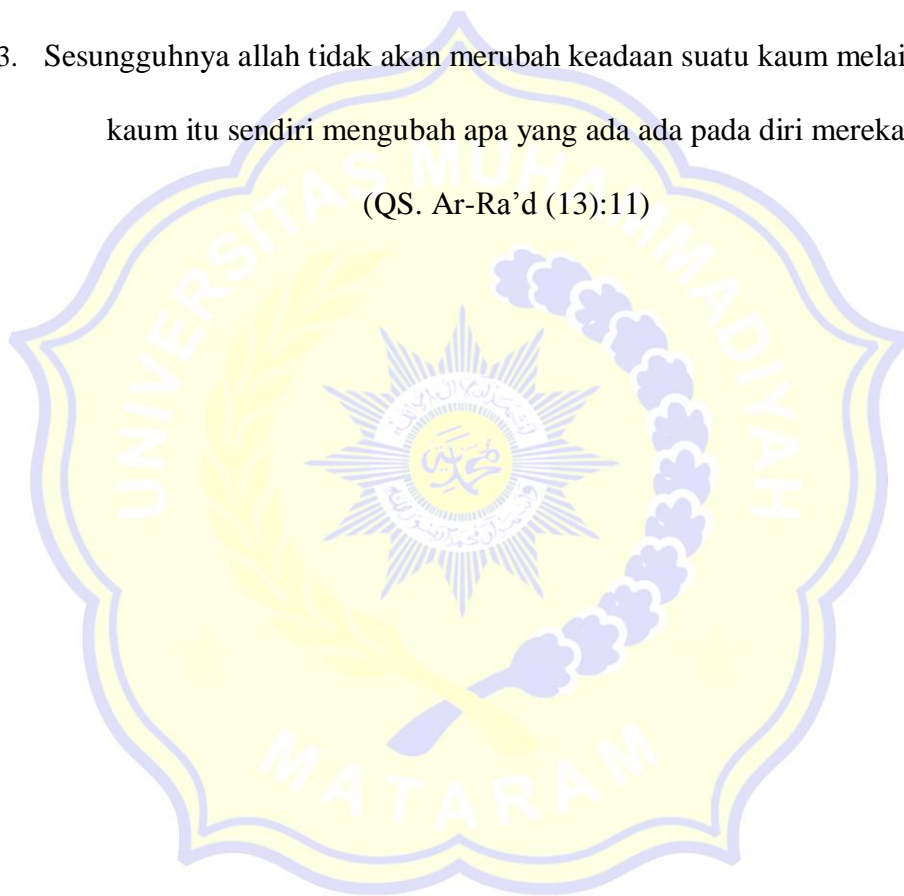 3. Sesungguhnya allah tidak akan merubah keadaan suatu kaum melai
kaum itu sendiri mengubah apa yang ada ada pada diri mereka
(QS. Ar-Ra’d (13):11)
UNIVERSITAS MUHAMMADIYAH
MATARAM